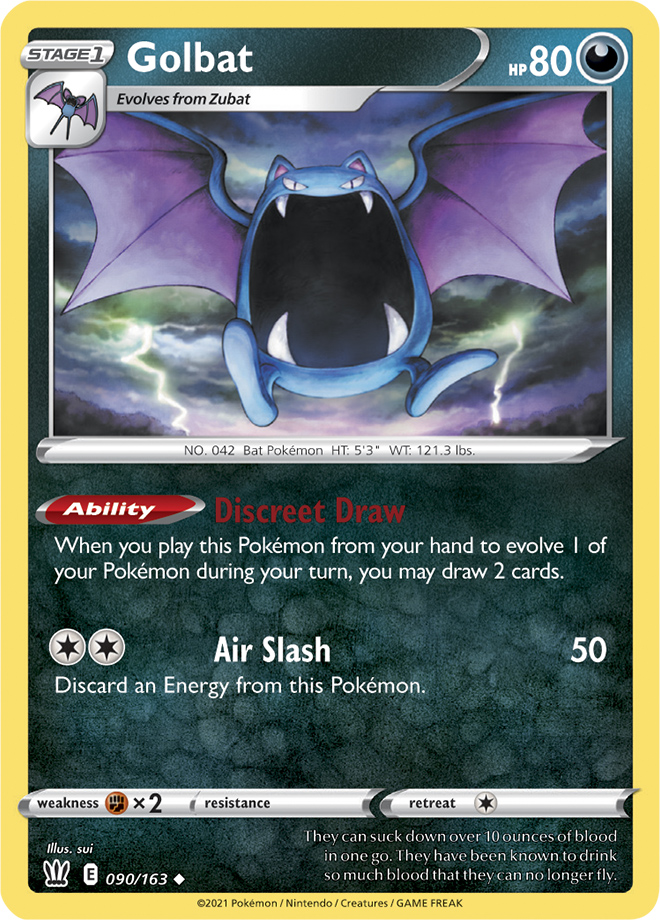 STAGE1
Golbat
HP80
Evolves from Zubat
NO. 042 Bat Pokémon HT: 5'3" WT: 121.3 lbs.
Ability Discreet Draw
When you play this Pokémon from your hand to evolve 1 of
your Pokémon during your turn, you may draw 2 cards.
Air Slash 50
Discard an Energy from this Pokémon.
weakness ×2 resistance retreat
Illus. sui
E 090/163
They can suck down over 10 ounces of blood
in one go. They have been known to drink
so much blood that they can no longer fly.
©2021 Pokémon / Nintendo / Creatures / GAME FREAK